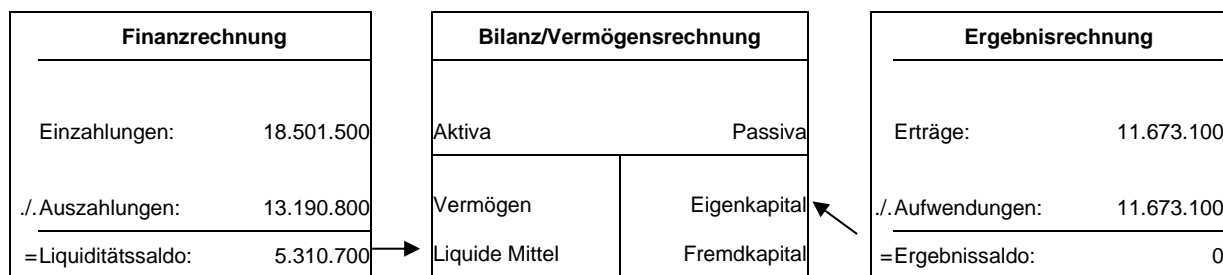 Finanzrechnung
Einzahlungen: 18.501.500
./. Auszahlungen: 13.190.800
= Liquiditätssaldo: 5.310.700
Bilanz/Vermögensrechnung
Aktiva Passiva
Vermögen Eigenkapital
Liquide Mittel Fremdkapital
Ergebnisrechnung
Erträge: 11.673.100
./. Aufwendungen: 11.673.100
= Ergebnissaldo: 0